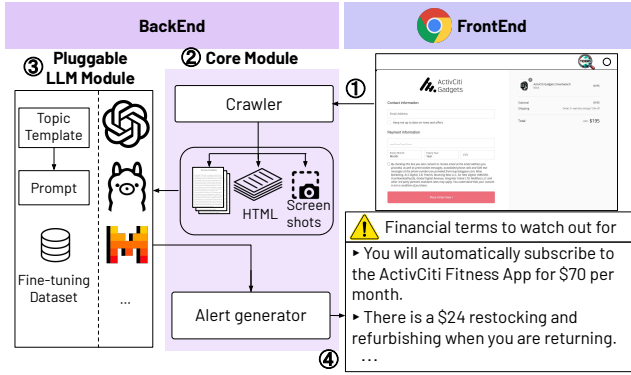 BackEnd
FrontEnd
③ Pluggable
LLM Module
② Core Module
①
Topic
Template
Prompt
Fine-tuning
Dataset
...
Crawler
HTML
Screen
shots
Alert generator
④
ActivCiti
Gadgets
Contact information
Payment information
Total
$195
Financial terms to watch out for
▸ You will automatically subscribe to
the ActivCiti Fitness App for $70 per
month.
▸ There is a $24 restocking and
refurbishing when you are returning.
...